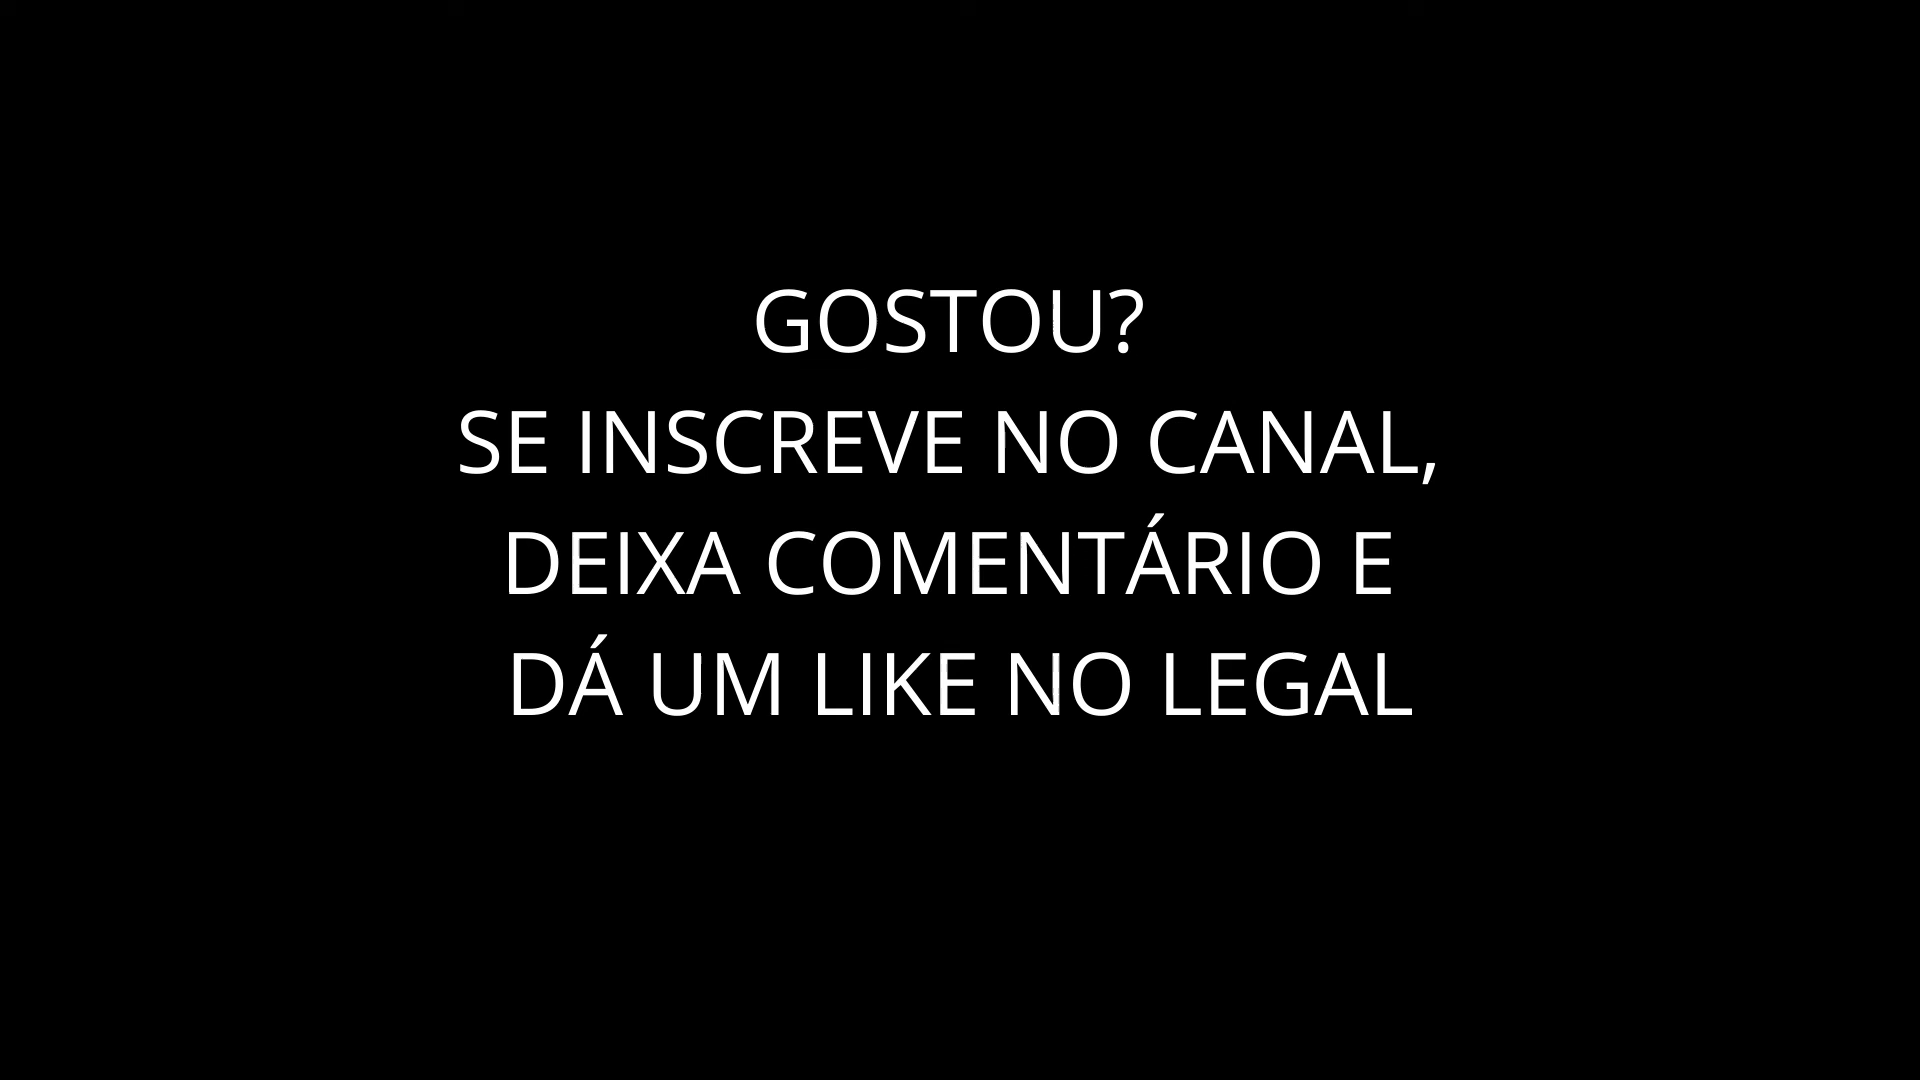 GOSTOU?
SE INSCREVE NO CANAL,
DEIXA COMENTÁRIO E
DÁ UM LIKE NO LEGAL